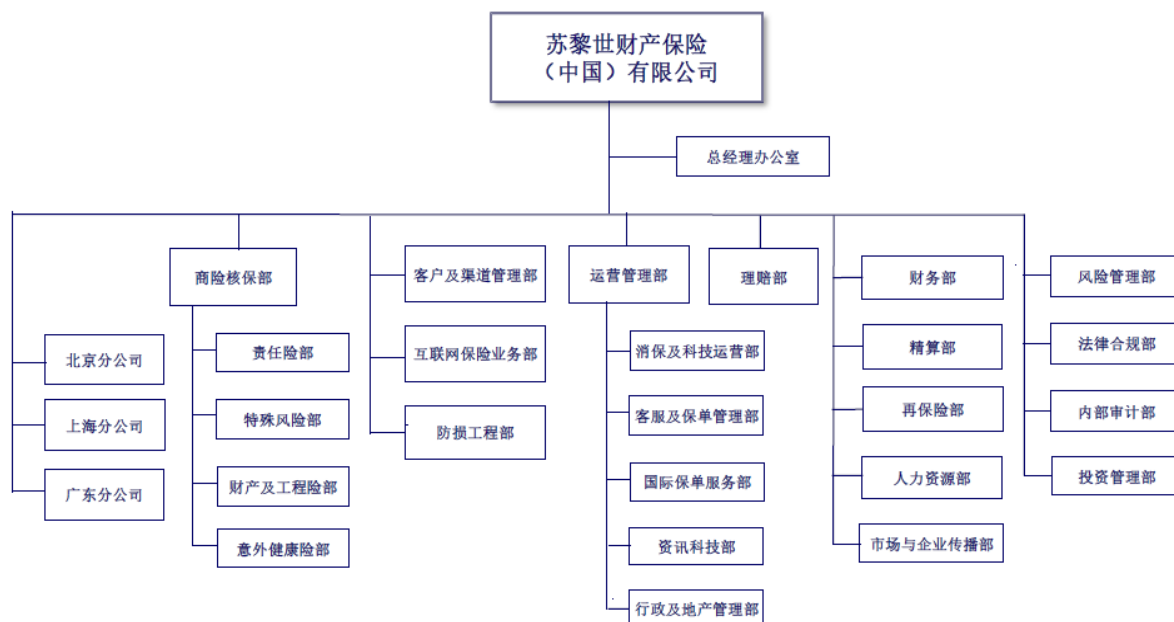 苏黎世财产保险
（中国）有限公司
总经理办公室
商险核保部
客户及渠道管理部
运营管理部
理赔部
财务部
风险管理部
北京分公司
责任险部
互联网保险业务部
消保及科技运营部
精算部
法律合规部
上海分公司
特殊风险部
防损工程部
客服及保单管理部
再保险部
内部审计部
广东分公司
财产及工程险部
国际保单服务部
人力资源部
投资管理部
意外健康险部
资讯科技部
市场与企业传播部
行政及地产管理部